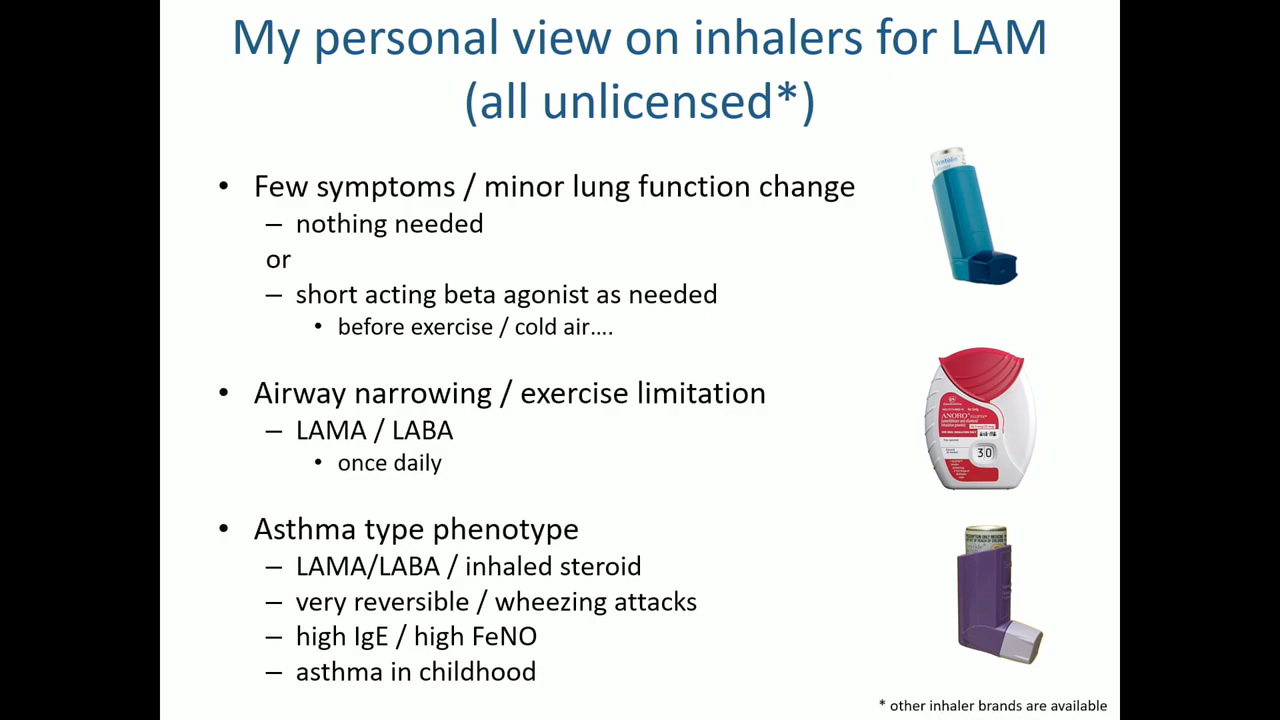 My personal view on inhalers for LAM
(all unlicensed*)
• Few symptoms / minor lung function change
– nothing needed
or
– short acting beta agonist as needed
• before exercise / cold air....
• Airway narrowing / exercise limitation
– LAMA / LABA
• once daily
• Asthma type phenotype
– LAMA/LABA / inhaled steroid
– very reversible / wheezing attacks
– high IgE / high FeNO
– asthma in childhood
Ventolin
ANORO
30
* other inhaler brands are available